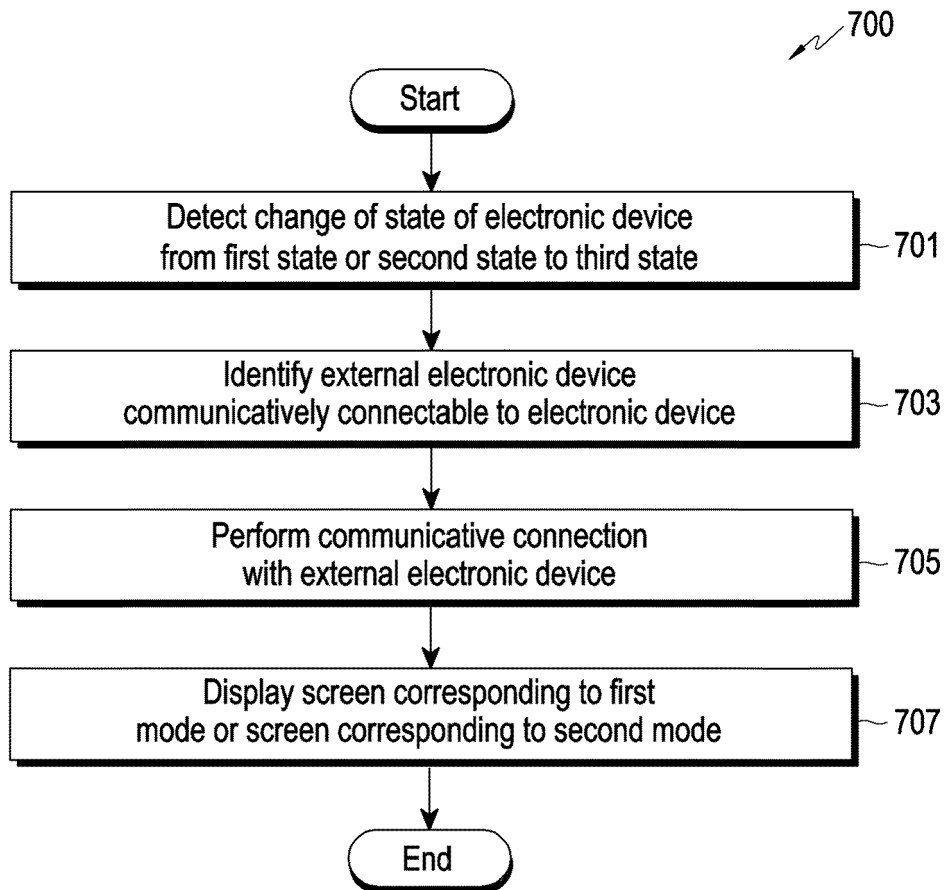 700
Start
Detect change of state of electronic device
from first state or second state to third state
701
Identify external electronic device
communicatively connectable to electronic device
703
Perform communicative connection
with external electronic device
705
Display screen corresponding to first
mode or screen corresponding to second mode
707
End